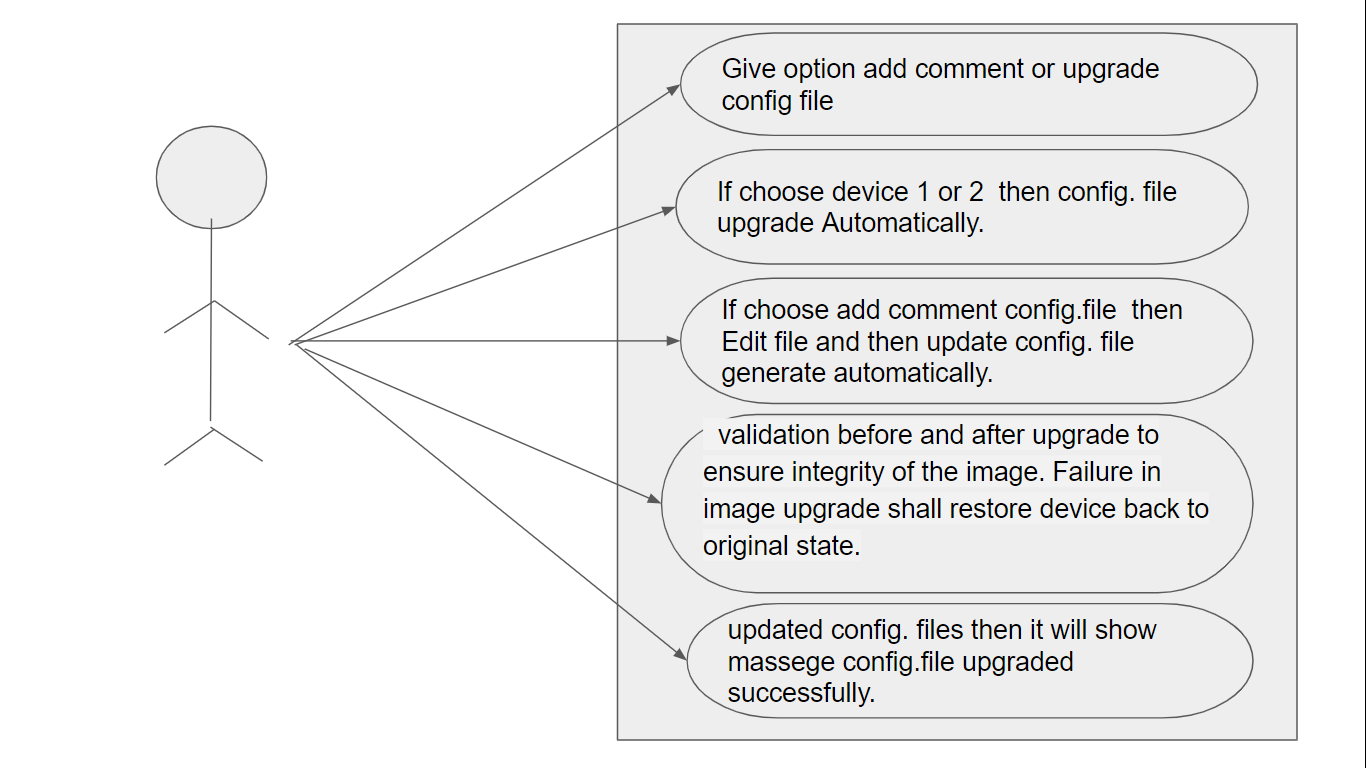 Give option add comment or upgrade
config file
If choose device 1 or 2  then config. file
upgrade Automatically.
If choose add comment config.file  then
Edit file and then update config. file
generate automatically.
validation before and after upgrade to
ensure integrity of the image. Failure in
image upgrade shall restore device back to
original state.
updated config. files then it will show
massege config.file upgraded
successfully.